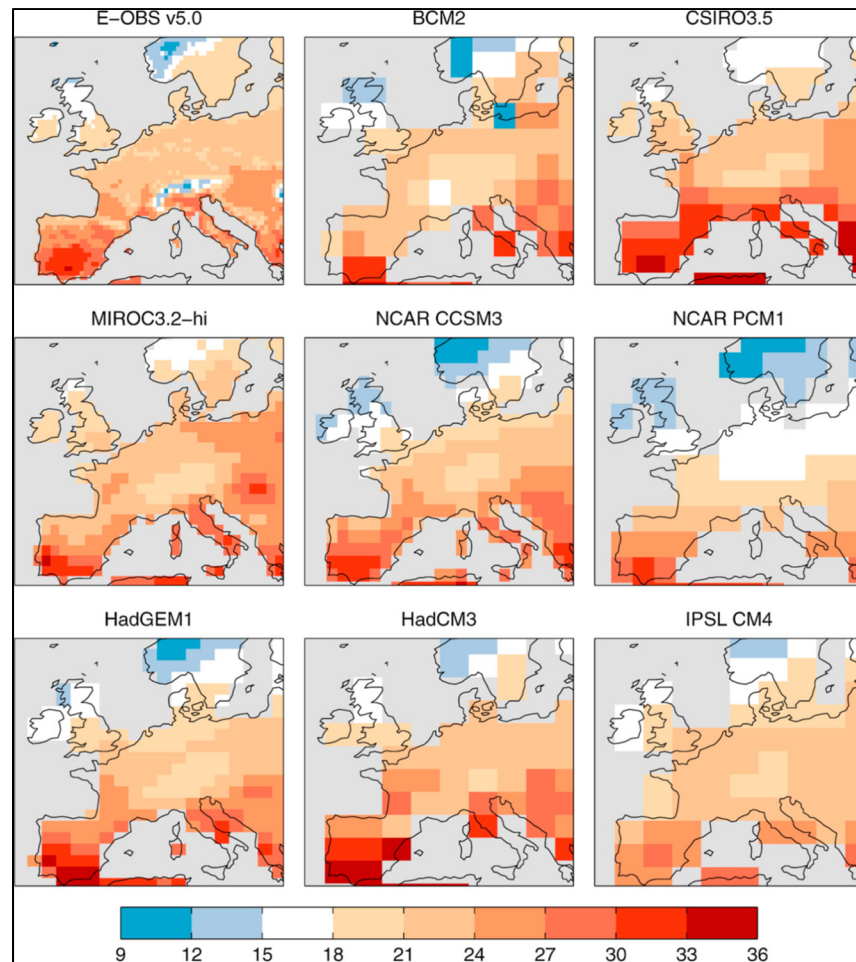 E-OBS v5.0 BCM2 CSIRO3.5
MIROC3.2-hi NCAR CCSM3 NCAR PCM1
HadGEM1 HadCM3 IPSL CM4
9 12 15 18 21 24 27 30 33 36